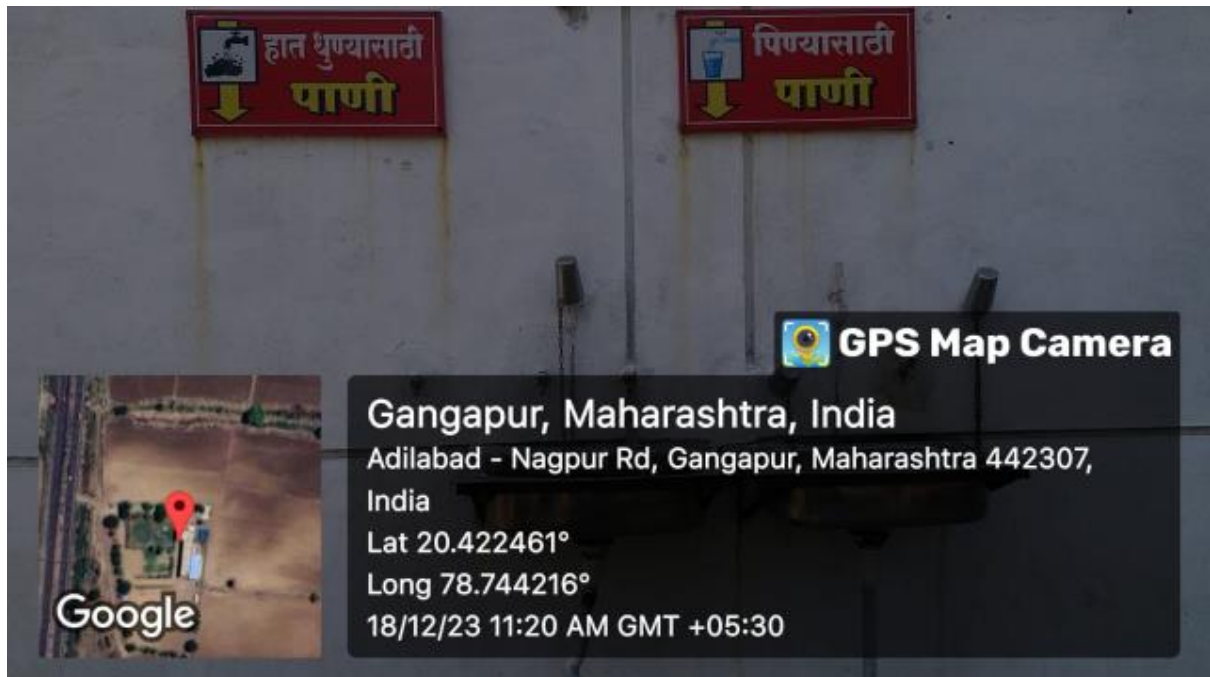 हात धुण्यासाठी
पाणी
पिण्यासाठी
पाणी
GPS Map Camera
Gangapur, Maharashtra, India
Adilabad - Nagpur Rd, Gangapur, Maharashtra 442307,
India
Lat 20.422461°
Long 78.744216°
18/12/23 11:20 AM GMT +05:30
Google